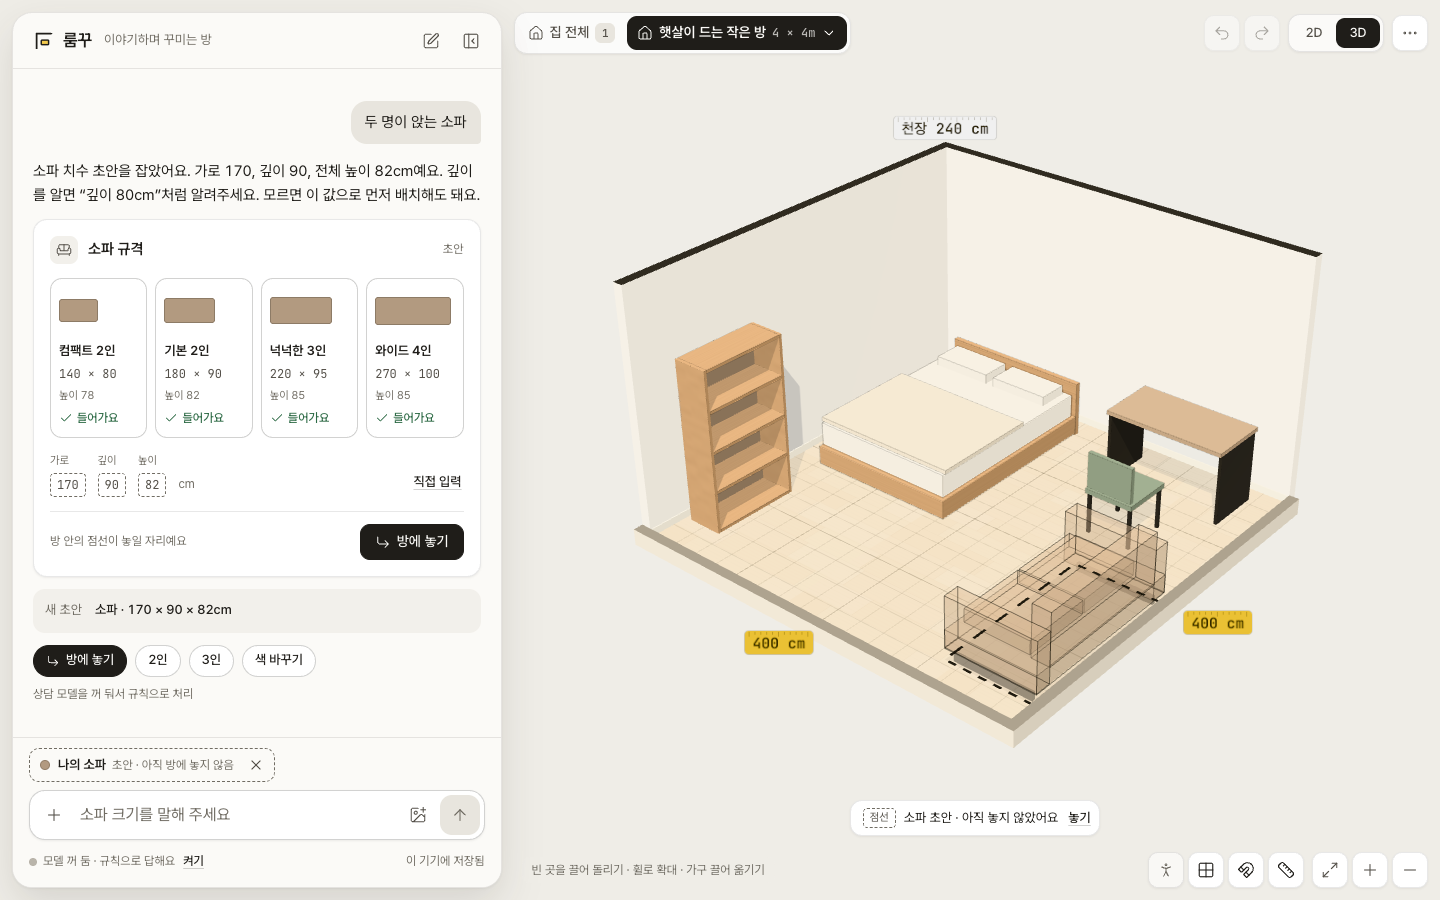 룸꾸 이야기하며 꾸미는 방
두 명이 앉는 소파
소파 치수 초안을 잡았어요. 가로 170, 깊이 90, 전체 높이 82cm예요. 깊이
를 알면 “깊이 80cm”처럼 알려주세요. 모르면 이 값으로 먼저 배치해도 돼요.
소파 규격 초안
컴팩트 2인
140 × 80
높이 78
들어가요
기본 2인
180 × 90
높이 82
들어가요
넉넉한 3인
220 × 95
높이 85
들어가요
와이드 4인
270 × 100
높이 85
들어가요
가로 깊이 높이
170 90 82 cm 직접 입력
방 안의 점선이 놓일 자리예요 방에 놓기
새 초안 소파 · 170 × 90 × 82cm
방에 놓기 2인 3인 색 바꾸기
상담 모델을 꺼 둬서 규칙으로 처리
나의 소파 초안 · 아직 방에 놓지 않음
소파 크기를 말해 주세요
모델 꺼 둠 · 규칙으로 답해요 켜기 이 기기에 저장됨
집 전체 1 햇살이 드는 작은 방 4 × 4m
2D 3D
천장 240 cm
400 cm
400 cm
점선 소파 초안 · 아직 놓지 않았어요 놓기
빈 곳을 끌어 돌리기 · 휠로 확대 · 가구 끌어 옮기기